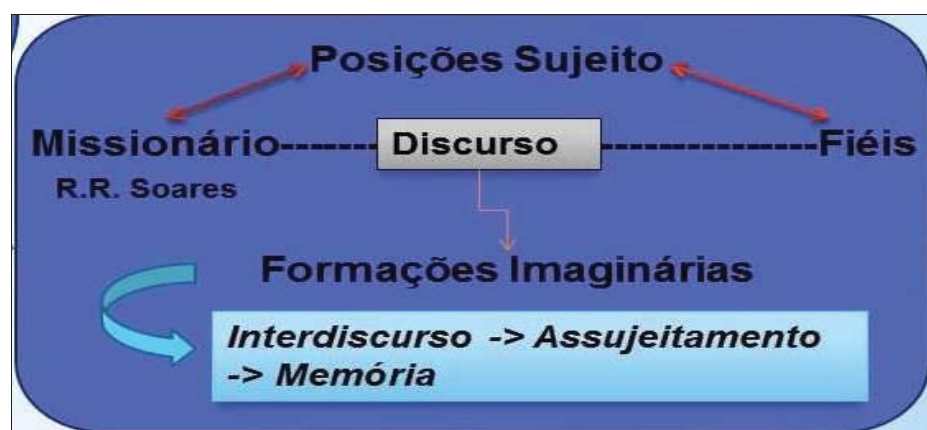 Posições Sujeito
Missionário-------Discurso---------------Fiéis
R.R. Soares
Formações Imaginárias
Interdiscurso -> Assujeitamento
-> Memória